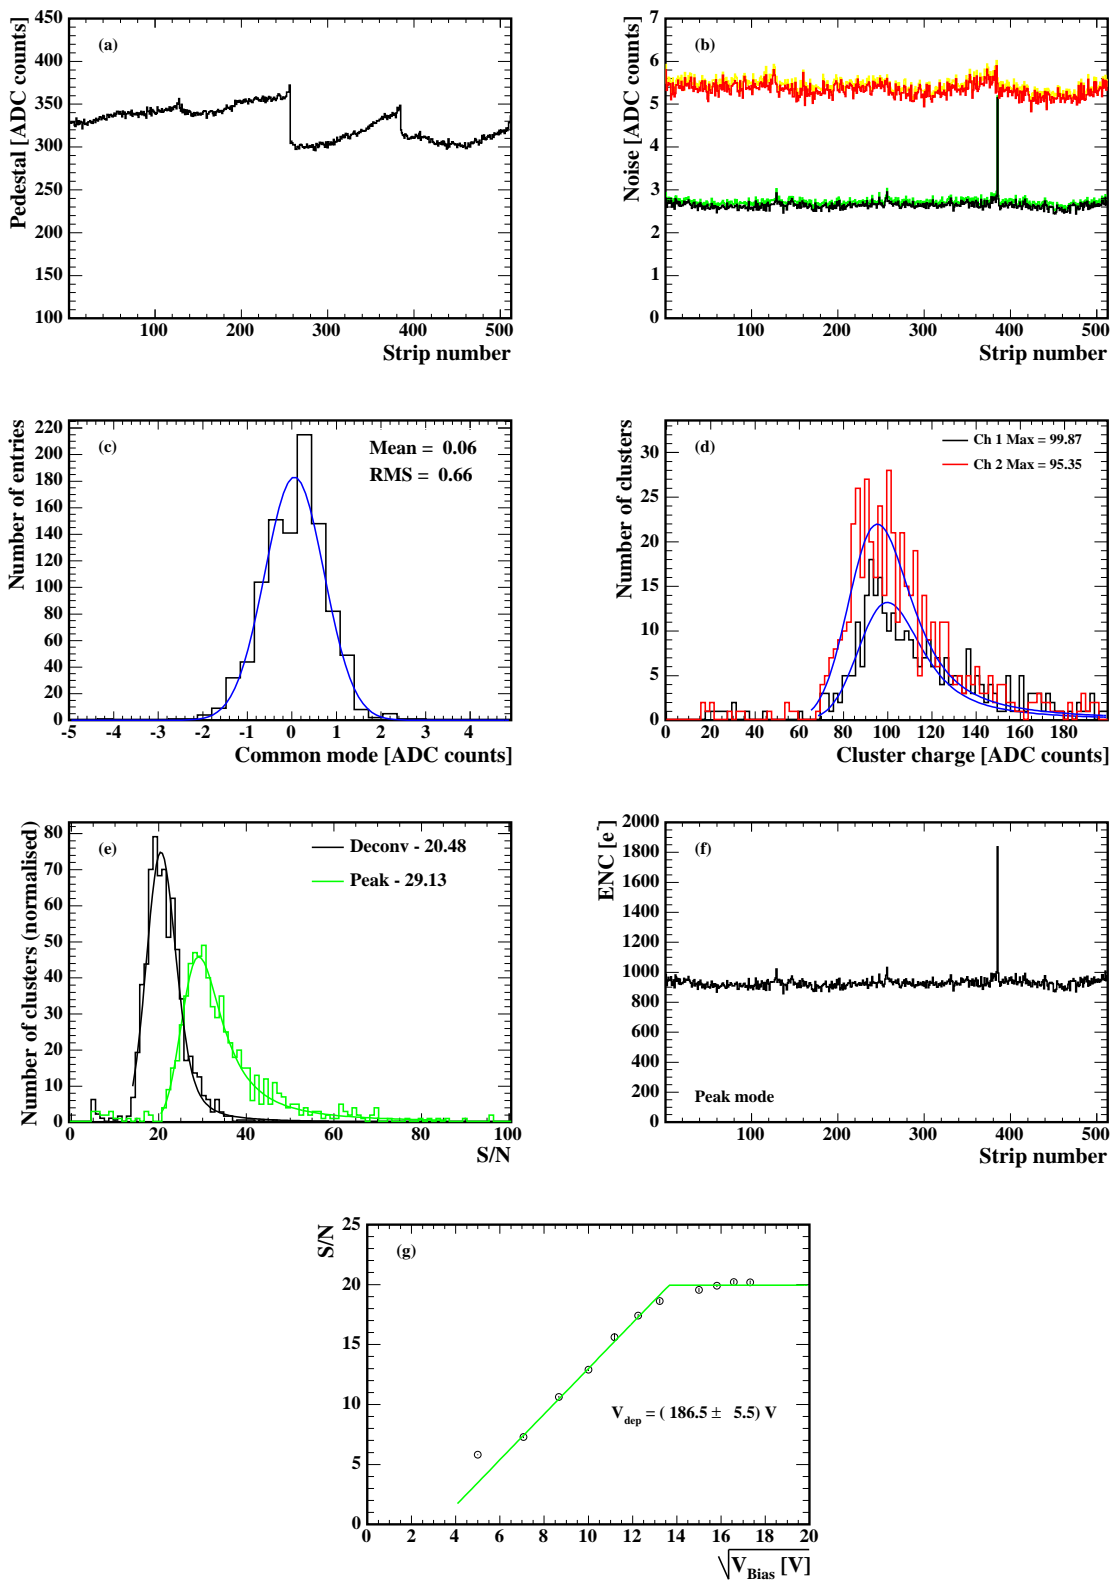 (a)
Pedestal [ADC counts]
450
400
350
300
250
200
150
100
100 200 300 400 500
Strip number
(b)
Noise [ADC counts]
7
6
5
4
3
2
1
0
100 200 300 400 500
Strip number
(c)
Number of entries
Mean = 0.06
RMS = 0.66
220
200
180
160
140
120
100
80
60
40
20
0
-5 -4 -3 -2 -1 0 1 2 3 4
Common mode [ADC counts]
(d)
Number of clusters
Ch 1 Max = 99.87
Ch 2 Max = 95.35
30
25
20
15
10
5
0
0 20 40 60 80 100 120 140 160 180
Cluster charge [ADC counts]
(e)
Number of clusters (normalised)
Deconv - 20.48
Peak - 29.13
80
70
60
50
40
30
20
10
0
0 20 40 60 80 100
S/N
(f)
ENC [e-]
2000
1800
1600
1400
1200
1000
800
600
400
200
0
Peak mode
100 200 300 400 500
Strip number
(g)
S/N
25
20
15
10
5
0
Vdep = ( 186.5 ± 5.5) V
0 2 4 6 8 10 12 14 16 18 20
√VBias [V]